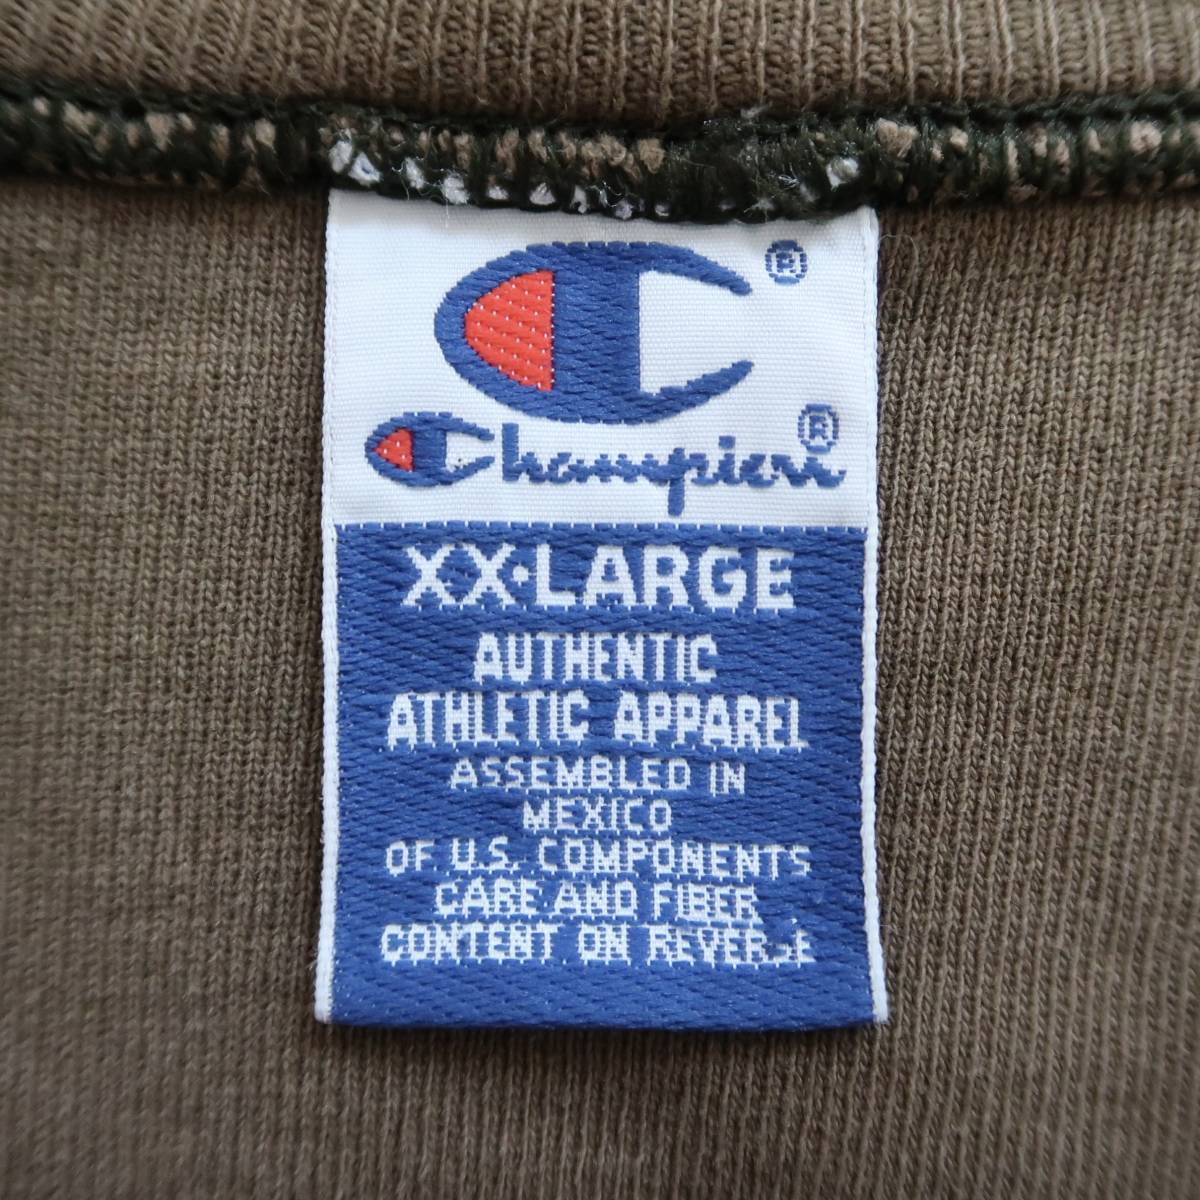 ®
Champion ®
XX·LARGE
AUTHENTIC
ATHLETIC APPAREL
ASSEMBLED IN
MEXICO
OF U.S. COMPONENTS
CARE AND FIBER
CONTENT ON REVERSE